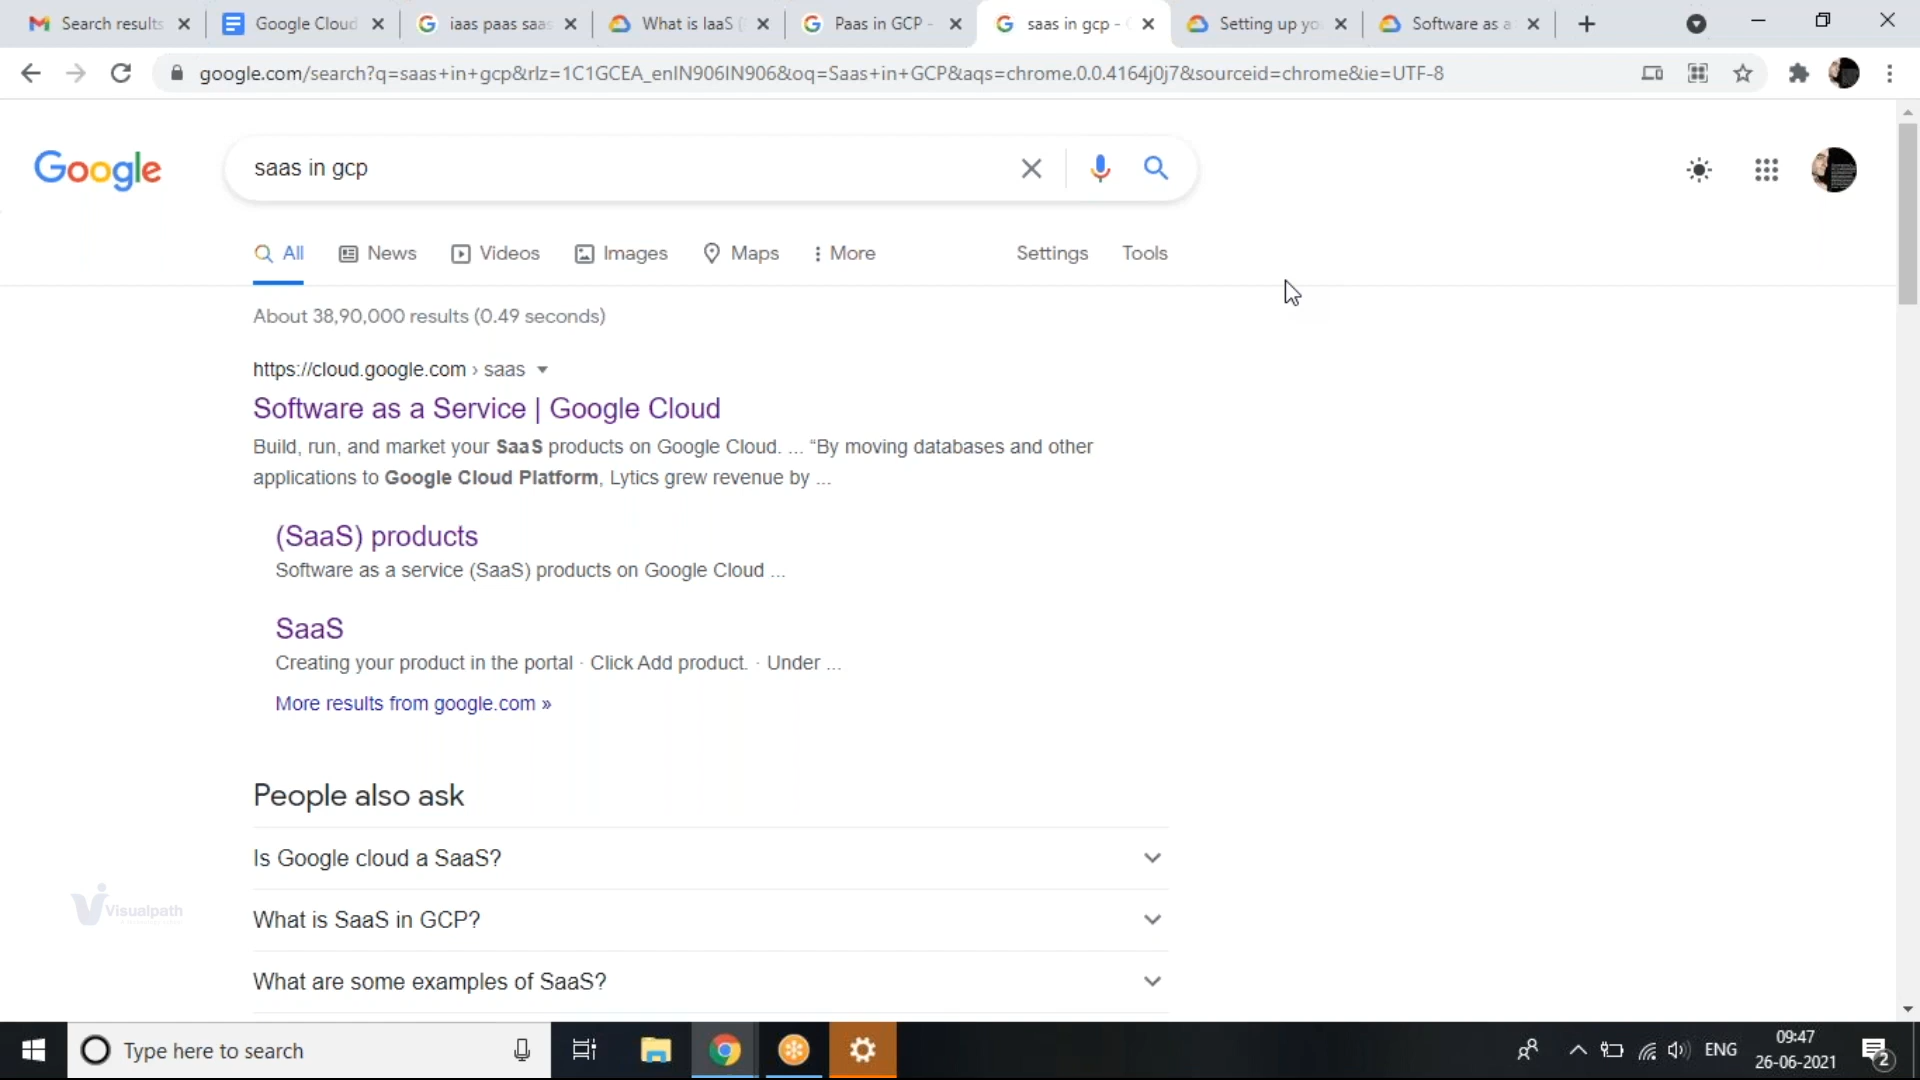 Search results
Google Cloud
iaas paas saas
What is IaaS
Paas in GCP -
saas in gcp -
Setting up yo
Software as a
google.com/search?q=saas+in+gcp&rlz=1C1GCEA_enIN906IN906&oq=Saas+in+GCP&aqs=chrome.0.0.4164j0j7&sourceid=chrome&ie=UTF-8
Google
saas in gcp
All
News
Videos
Images
Maps
More
Settings
Tools
About 38,90,000 results (0.49 seconds)
https://cloud.google.com › saas
Software as a Service | Google Cloud
Build, run, and market your SaaS products on Google Cloud. ... “By moving databases and other
applications to Google Cloud Platform, Lytics grew revenue by ...
(SaaS) products
Software as a service (SaaS) products on Google Cloud ...
SaaS
Creating your product in the portal · Click Add product. · Under ...
More results from google.com »
People also ask
Is Google cloud a SaaS?
Visualpath
What is SaaS in GCP?
What are some examples of SaaS?
Type here to search
ENG
09:47
26-06-2021
2